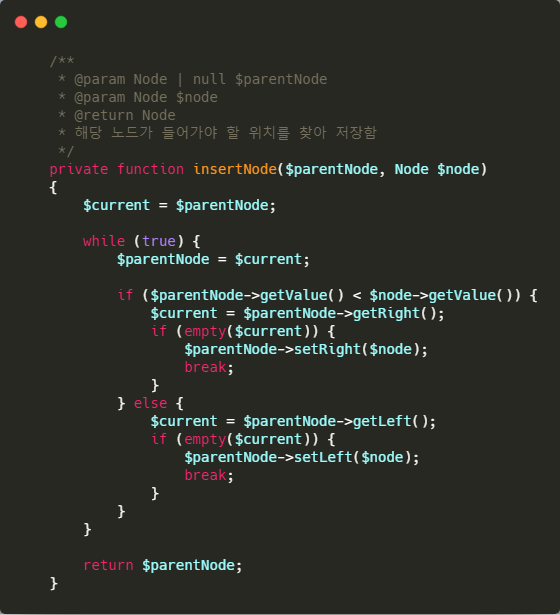 /**
 * @param Node | null $parentNode
 * @param Node $node
 * @return Node
 * 해당 노드가 들어가야 할 위치를 찾아 저장함
 */
private function insertNode($parentNode, Node $node)
{
    $current = $parentNode;

    while (true) {
        $parentNode = $current;

        if ($parentNode->getValue() < $node->getValue()) {
            $current = $parentNode->getRight();
            if (empty($current)) {
                $parentNode->setRight($node);
                break;
            }
        } else {
            $current = $parentNode->getLeft();
            if (empty($current)) {
                $parentNode->setLeft($node);
                break;
            }
        }
    }

    return $parentNode;
}